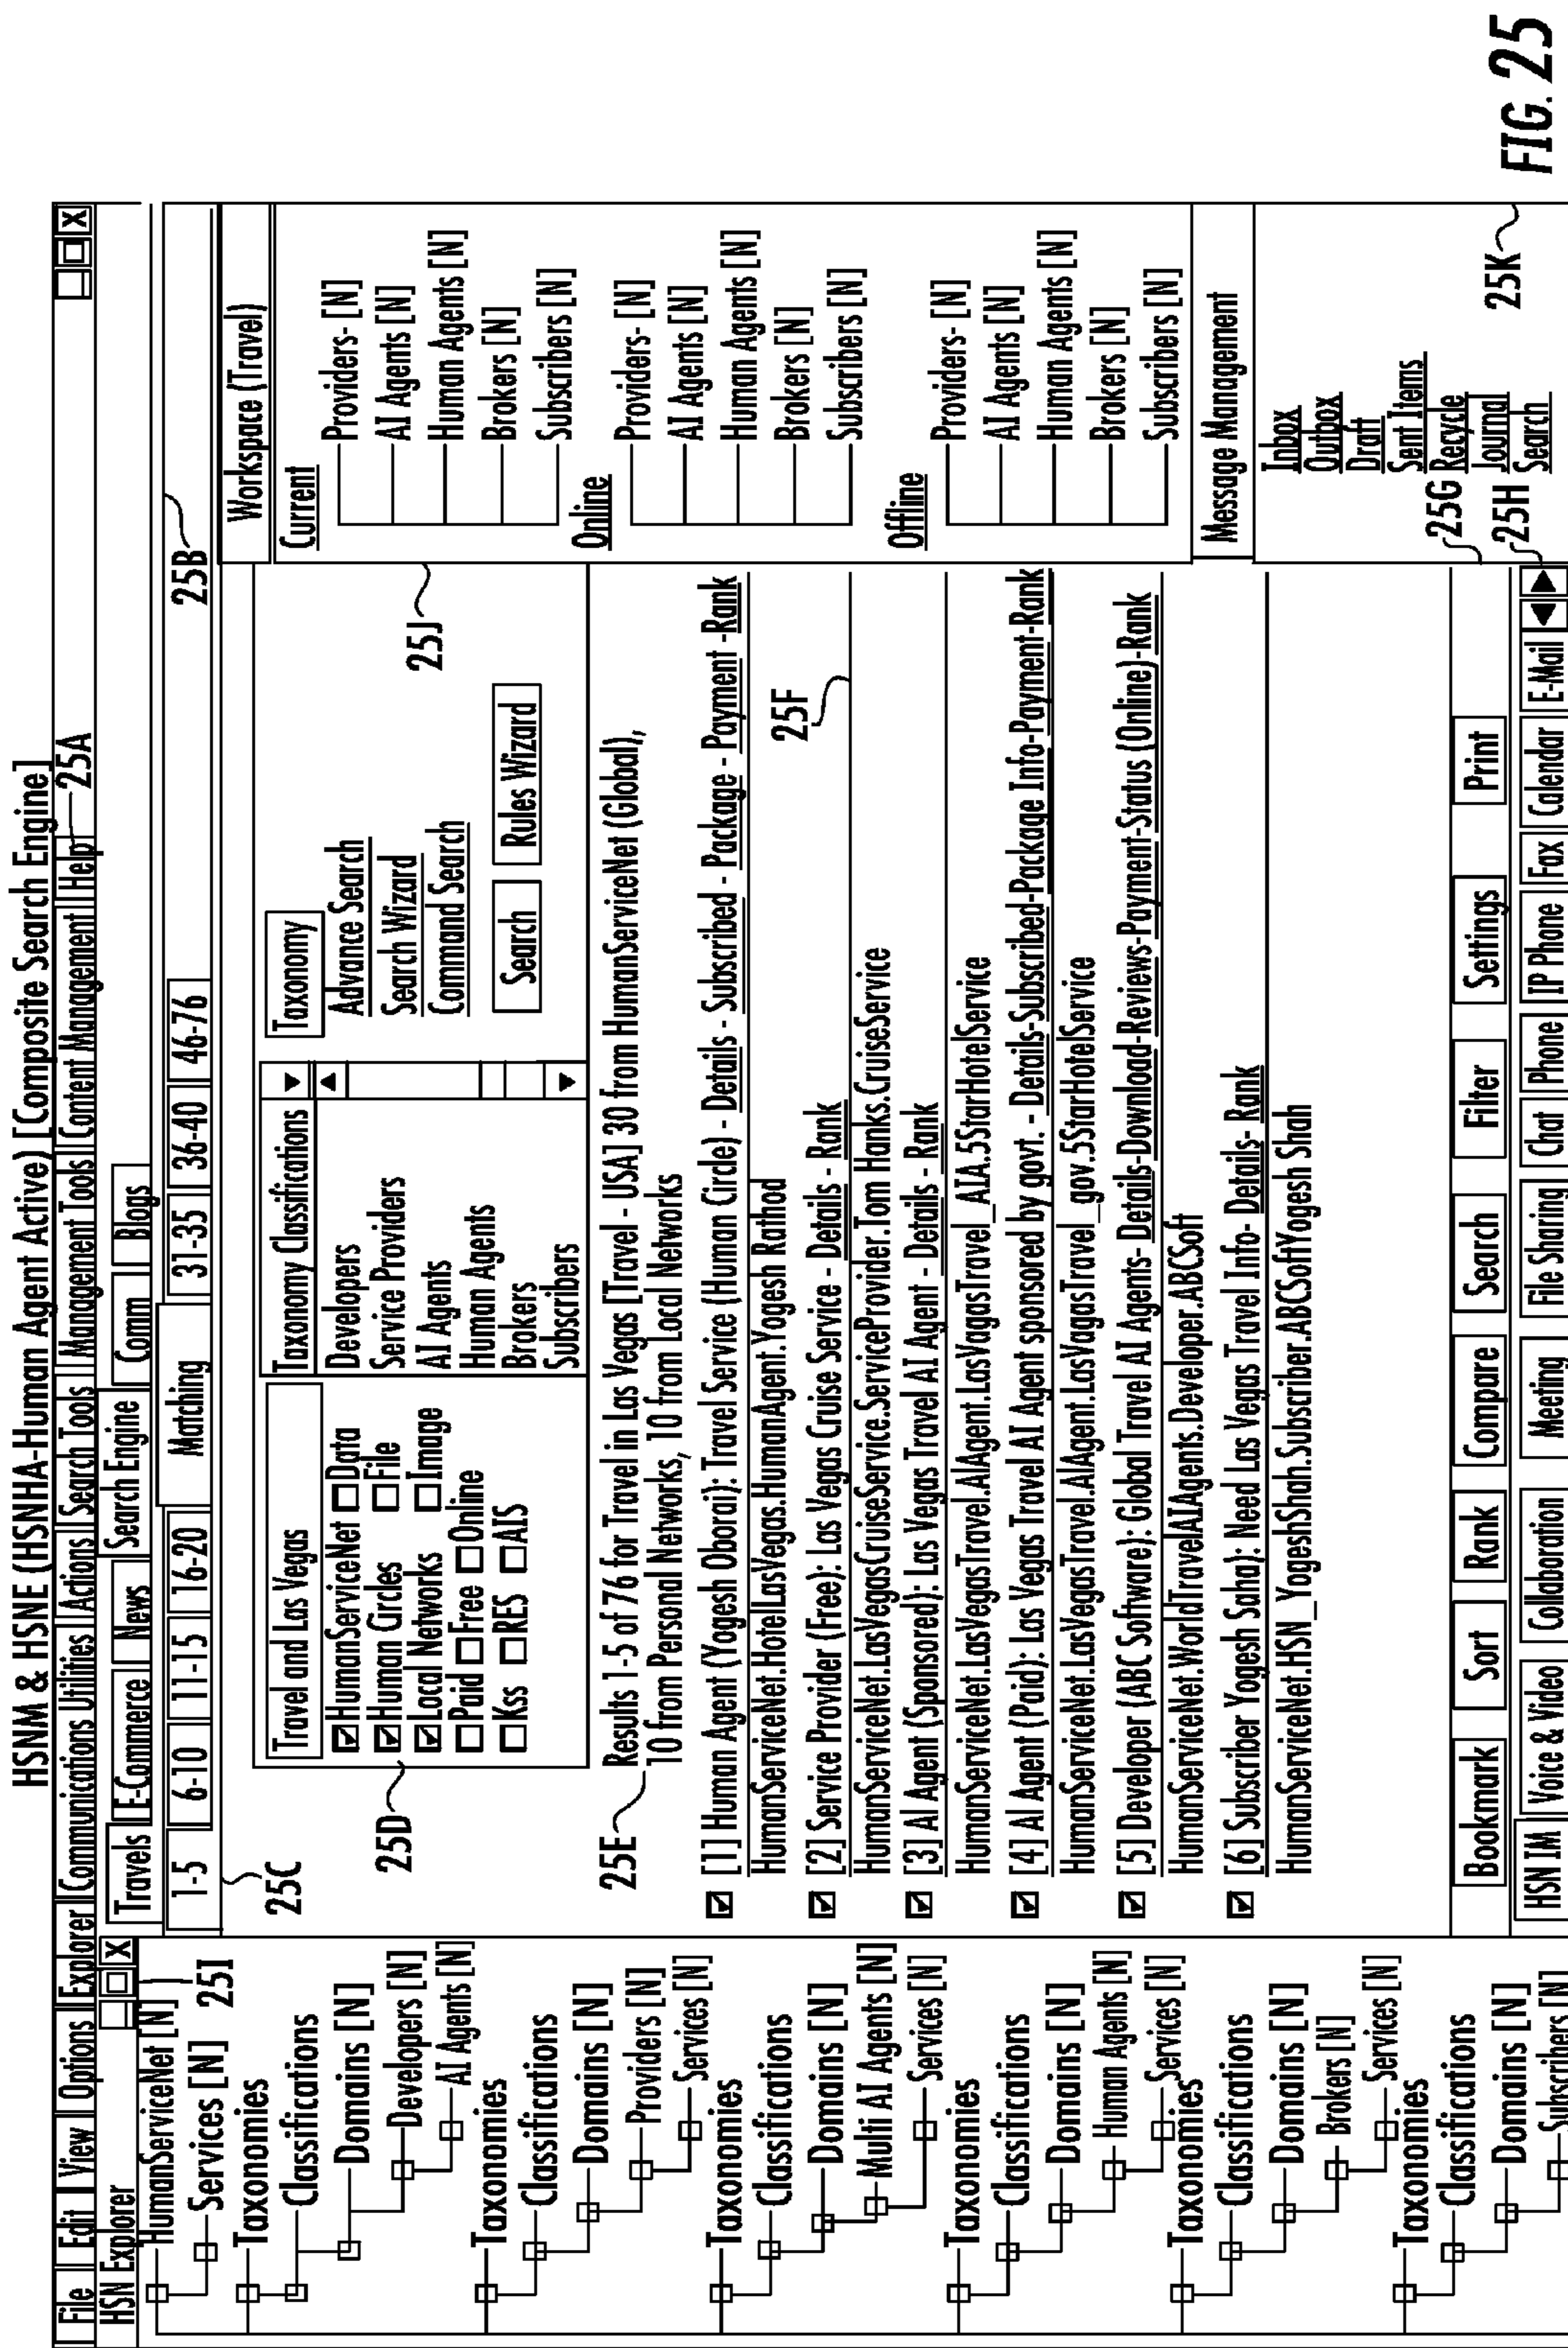 HSNM & HSNE (HSNHA-Human Agent Active) [Composite Search Engine]
File Edit View Options Explorer Communications Utilities Actions Search Tools Management Tools Content Management Help
25A
HSN Explorer
Travels E-Commerce News Search Engine Comm Blogs
1-5 6-10 11-15 16-20 Matching 31-35 36-40 46-76
25B
25C
25I
HumanServiceNet [N]
Services [N]
Taxonomies
Classifications
Domains [N]
Developers [N]
AI Agents [N]
Taxonomies
Classifications
Domains [N]
Providers [N]
Services [N]
Taxonomies
Classifications
Domains [N]
Multi AI Agents [N]
Services [N]
Taxonomies
Classifications
Domains [N]
Human Agents [N]
Services [N]
Taxonomies
Classifications
Domains [N]
Brokers [N]
Services [N]
Taxonomies
Classifications
Domains [N]
Subscribers [N]
25D
Travel and Las Vegas
HumanServiceNet Data
Human Circles File
Local Networks Image
Paid Free Online
Kss RES AIS
Taxonomy Classifications
Developers
Service Providers
AI Agents
Human Agents
Brokers
Subscribers
Taxonomy
Advance Search
Search Wizard
Command Search
Search Rules Wizard
25J
25E
Results 1-5 of 76 for Travel in Las Vegas [Travel - USA] 30 from HumanServiceNet (Global),
10 from Personal Networks, 10 from Local Networks
[1] Human Agent (Yogesh Oborai): Travel Service (Human Circle) - Details - Subscribed - Package - Payment -Rank
HumanServiceNet.HotelLasVegas.HumanAgent.Yogesh Rathod
[2] Service Provider (Free): Las Vegas Cruise Service - Details - Rank
25F
HumanServiceNet.LasVegasCruiseService.ServiceProvider.Tom Hanks.CruiseService
[3] AI Agent (Sponsored): Las Vegas Travel AI Agent - Details - Rank
HumanServiceNet.LasVegasTravel.AIAgent.LasVagasTravel_AIA.5StarHotelService
[4] AI Agent (Paid): Las Vegas Travel AI Agent sponsored by govt. - Details-Subscribed-Package Info-Payment-Rank
HumanServiceNet.LasVegasTravel.AIAgent.LasVagasTravel_gov.5StarHotelService
[5] Developer (ABC Software): Global Travel AI Agents- Details-Download-Reviews-Payment-Status (Online)-Rank
HumanServiceNet.WorldTravelAIAgents.Developer.ABCSoft
[6] Subscriber Yogesh Saha): Need Las Vegas Travel Info- Details- Rank
HumanServiceNet.HSN_YogeshShah.Subscriber.ABCSoftYogesh Shah
Workspace (Travel)
Current
Providers- [N]
AI Agents [N]
Human Agents [N]
Brokers [N]
Subscribers [N]
Online
Providers- [N]
AI Agents [N]
Human Agents [N]
Brokers [N]
Subscribers [N]
Offline
Providers- [N]
AI Agents [N]
Human Agents [N]
Brokers [N]
Subscribers [N]
Message Management
Inbox
Outbox
Draft
Sent Items
Recycle
Journal
Search
25G
25H
25K
Bookmark Sort Rank Compare Search Filter Settings Print
HSN IM Voice & Video Collaboration Meeting File Sharing Chat Phone IP Phone Fax Calendar E-Mail
FIG. 25